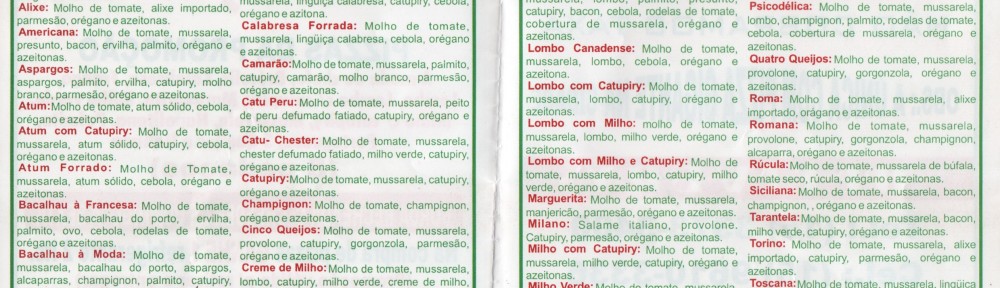 Alixe: Molho de tomate, alixe importado,
parmesão, orégano e azeitonas.
Americana: Molho de tomate, mussarela,
presunto, bacon, ervilha, palmito, orégano e
azeitonas.
Aspargos: Molho de tomate, mussarela,
aspargos, palmito, ervilha, catupiry, molho
branco, parmesão, orégano e azeitonas.
Atum: Molho de tomate, atum sólido, cebola,
orégano e azeitonas.
Atum com Catupiry: Molho de tomate,
mussarela, atum sólido, catupiry, cebola,
orégano e azeitonas.
Atum Forrado: Molho de Tomate,
mussarela, atum sólido, cebola, orégano e
azeitonas.
Bacalhau à Francesa: Molho de tomate,
mussarela, bacalhau do porto, ervilha,
palmito, ovo, cebola, rodelas de tomate,
orégano e azeitonas.
Bacalhau à Moda: Molho de tomate,
mussarela, bacalhau do porto, aspargos,
alcaparras, champignon, palmito, catupiry,
mussarela, lingüiça calabresa, catupiry, cebola,
orégano e azitona.
Calabresa Forrada: Molho de tomate,
mussarela, lingüiça calabresa, cebola, orégano
e azeitonas.
Camarão: Molho de tomate, mussarela, palmito,
catupiry, camarão, molho branco, parmesão,
orégano e azeitonas.
Catu Peru: Molho de tomate, mussarela, peito
de peru defumado fatiado, catupiry, orégano e
azeitonas.
Catu- Chester: Molho de tomate, mussarela,
chester defumado fatiado, milho verde, catupiry,
orégano e azeitonas.
Catupiry: Molho de tomate, mussarela, catupiry,
orégano e azeitonas.
Champignon: Molho de tomate, champignon,
orégano e azeitonas.
Cinco Queijos: Molho de tomate, mussarela,
provolone, catupiry, gorgonzola, parmesão,
orégano e azeitonas.
Creme de Milho: Molho de tomate, mussarela,
lombo, catupiry, milho verde, creme de milho,
mussarela, lombo, palmito, presunto,
catupiry, bacon, cebola, rodelas de tomate,
cobertura de mussarela, orégano e
azeitonas.
Lombo Canadense: Molho de tomate,
mussarela, lombo, cebola, orégano e
azeitona.
Lombo com Catupiry: Molho de tomate,
mussarela, lombo, catupiry, orégano e
azeitonas.
Lombo com Milho: molho de tomate,
mussarela, lombo, milho verde, orégano e
azeitonas.
Lombo com Milho e Catupiry: Molho de
tomate, mussarela, lombo, catupiry, milho
verde, orégano e azeitonas.
Marguerita: Molho de tomate, mussarela,
manjericão, parmesão, orégano e azeitonas.
Milano: Salame italiano, provolone.
Catupiry, parmesão, orégano e azeitonas.
Milho com Catupiry: Molho de tomate,
mussarela, milho verde, catupiry, orégano e
azeitonas.
Milho Verde: Molho de tomate, mussarela,
Psicodélica: Molho de tomate, mussarela,
lombo, champignon, palmito, rodelas de tomate,
cebola, cobertura de mussarela, orégano e
azeitonas.
Quatro Queijos: Molho de tomate, mussarela,
provolone, catupiry, gorgonzola, orégano e
azeitonas.
Roma: Molho de tomate, mussarela, alixe
importado, orágano e azeitonas.
Romana: Molho de tomate, mussarela,
provolone, catupiry, gorgonzola, champignon,
alcaparra, orégano e azeitonas.
Rúcula: Molho de tomate, mussarela de búfala,
tomate seco, rúcula, orégano e azeitonas.
Siciliana: Molho de tomate, mussarela, bacon,
champignon, , orégano e azeitonas.
Tarantela: Molho de tomate, mussarela, bacon,
milho verde, catupiry, orégano e azeitonas.
Torino: Molho de tomate, mussarela, alixe
importado, catupiry, parmesão, orégano e
azeitonas.
Toscana: Molho de tomate, mussarela, lingüiça